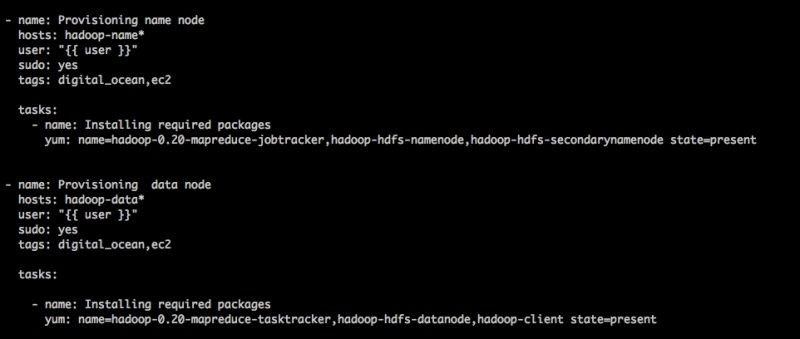 - name: Provisioning name node
  hosts: hadoop-name*
  user: "{{ user }}"
  sudo: yes
  tags: digital_ocean,ec2

  tasks:
    - name: Installing required packages
      yum: name=hadoop-0.20-mapreduce-jobtracker,hadoop-hdfs-namenode,hadoop-hdfs-secondarynamenode state=present


- name: Provisioning  data node
  hosts: hadoop-data*
  user: "{{ user }}"
  sudo: yes
  tags: digital_ocean,ec2

  tasks:

    - name: Installing required packages
      yum: name=hadoop-0.20-mapreduce-tasktracker,hadoop-hdfs-datanode,hadoop-client state=present